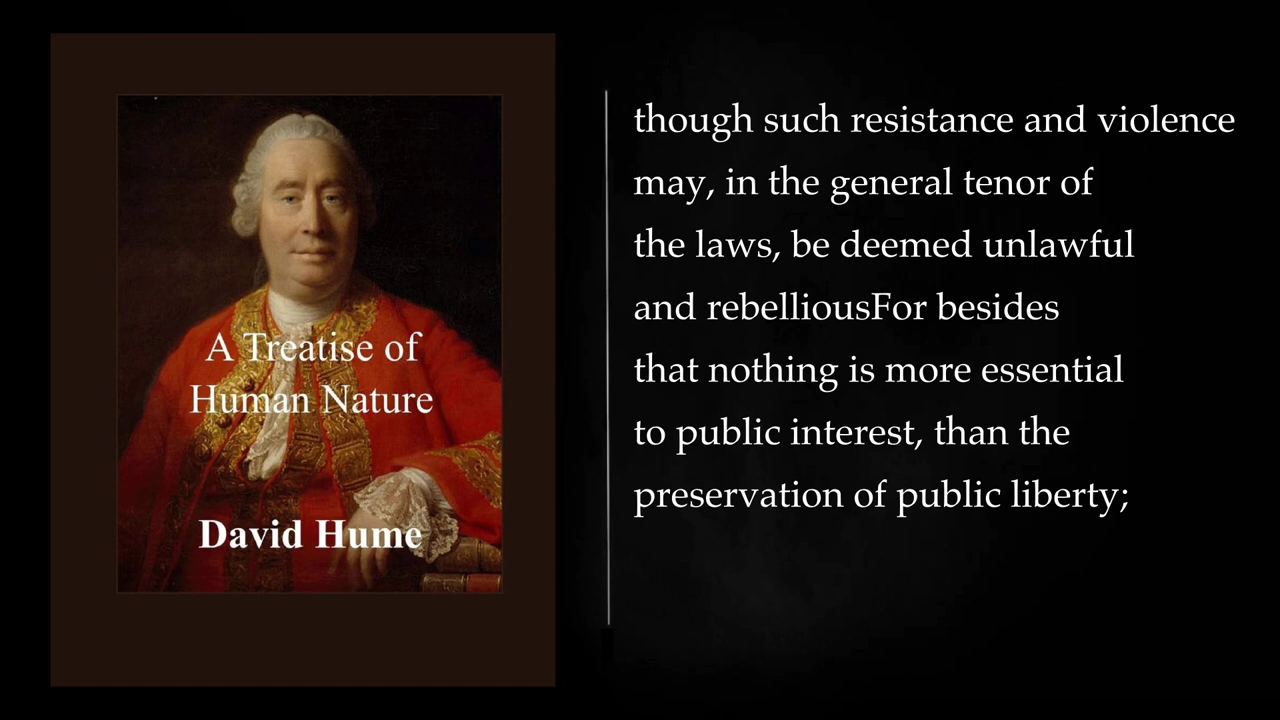 A Treatise of
Human Nature
David Hume
though such resistance and violence
may, in the general tenor of
the laws, be deemed unlawful
and rebelliousFor besides
that nothing is more essential
to public interest, than the
preservation of public liberty;